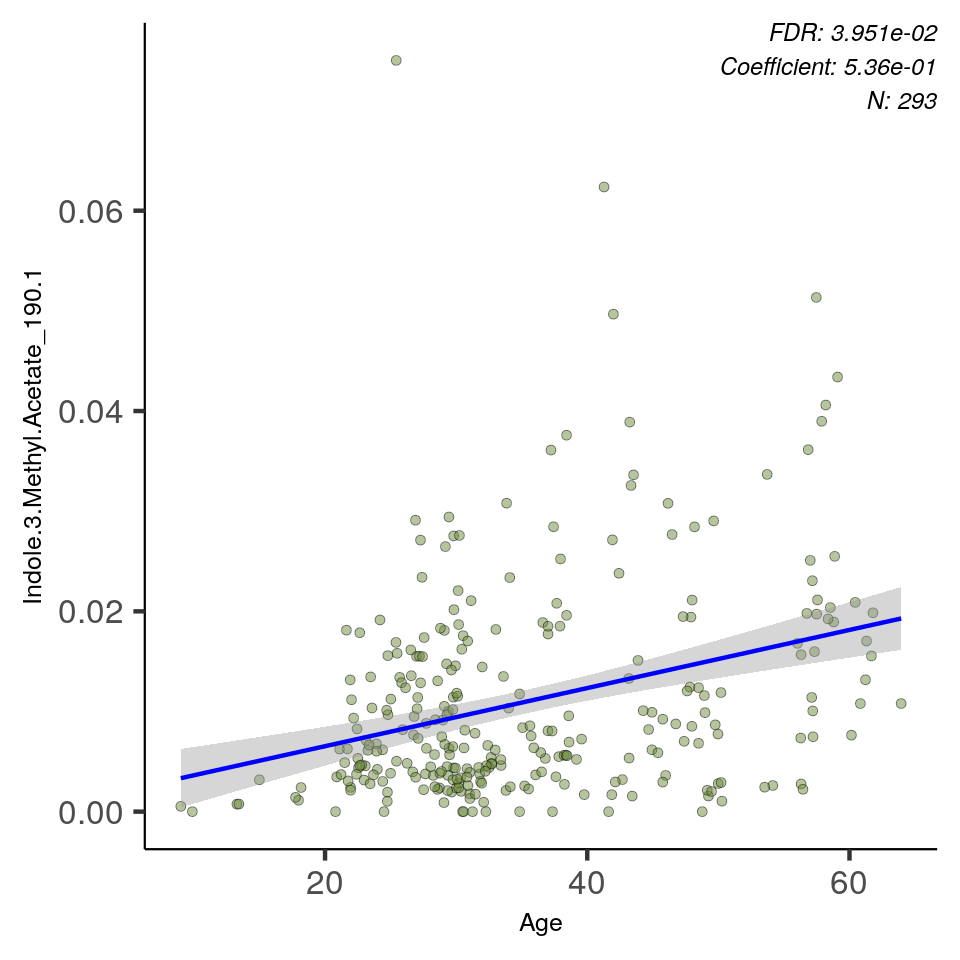 FDR: 3.951e-02
Coefficient: 5.36e-01
N: 293
Indole.3.Methyl.Acetate_190.1
0.06
0.04
0.02
0.00
20 40 60
Age